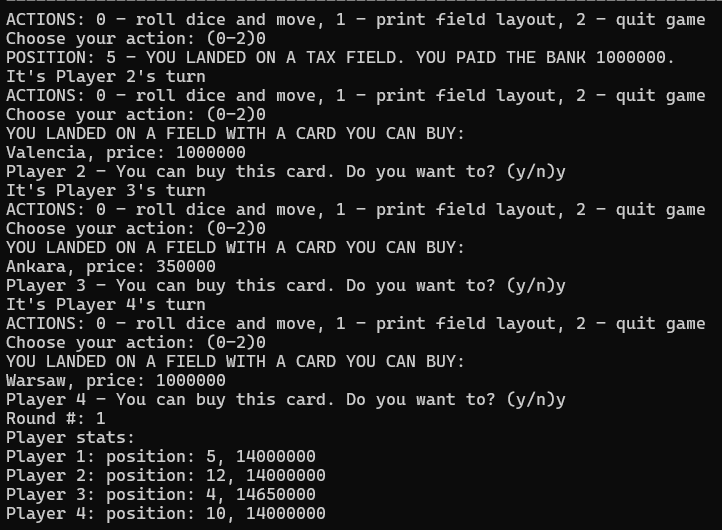 ACTIONS: 0 - roll dice and move, 1 - print field layout, 2 - quit game
Choose your action: (0-2)0
POSITION: 5 - YOU LANDED ON A TAX FIELD. YOU PAID THE BANK 1000000.
It's Player 2's turn
ACTIONS: 0 - roll dice and move, 1 - print field layout, 2 - quit game
Choose your action: (0-2)0
YOU LANDED ON A FIELD WITH A CARD YOU CAN BUY:
Valencia, price: 1000000
Player 2 - You can buy this card. Do you want to? (y/n)y
It's Player 3's turn
ACTIONS: 0 - roll dice and move, 1 - print field layout, 2 - quit game
Choose your action: (0-2)0
YOU LANDED ON A FIELD WITH A CARD YOU CAN BUY:
Ankara, price: 350000
Player 3 - You can buy this card. Do you want to? (y/n)y
It's Player 4's turn
ACTIONS: 0 - roll dice and move, 1 - print field layout, 2 - quit game
Choose your action: (0-2)0
YOU LANDED ON A FIELD WITH A CARD YOU CAN BUY:
Warsaw, price: 1000000
Player 4 - You can buy this card. Do you want to? (y/n)y
Round #: 1
Player stats:
Player 1: position: 5, 14000000
Player 2: position: 12, 14000000
Player 3: position: 4, 14650000
Player 4: position: 10, 14000000